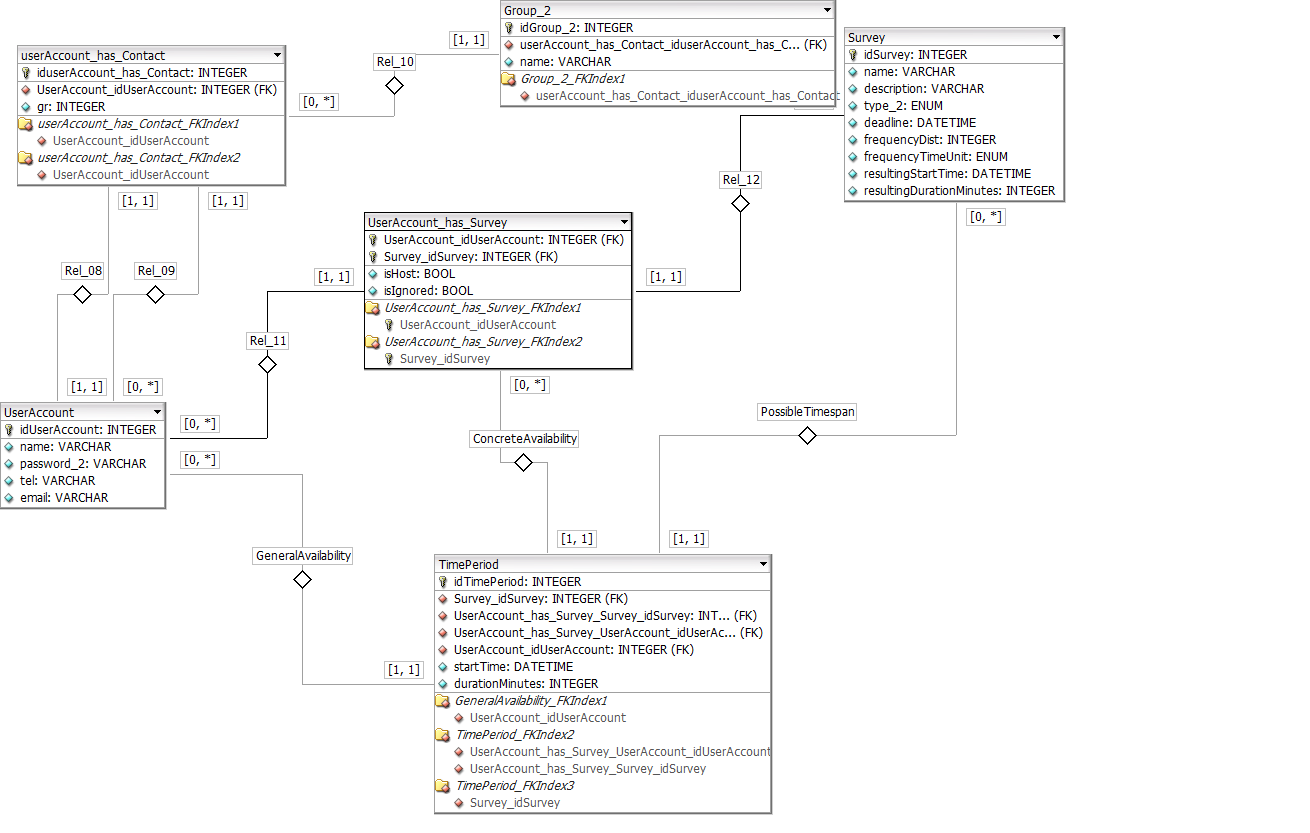 Group_2
idGroup_2: INTEGER
userAccount_has_Contact_iduserAccount_has_C... (FK)
name: VARCHAR
Group_2_FKIndex1
userAccount_has_Contact_iduserAccount_has_Contact
userAccount_has_Contact
iduserAccount_has_Contact: INTEGER
UserAccount_idUserAccount: INTEGER (FK)
gr: INTEGER
userAccount_has_Contact_FKIndex1
UserAccount_idUserAccount
userAccount_has_Contact_FKIndex2
UserAccount_idUserAccount
[1, 1]
Rel_10
[0, *]
Survey
idSurvey: INTEGER
name: VARCHAR
description: VARCHAR
type_2: ENUM
deadline: DATETIME
frequencyDist: INTEGER
frequencyTimeUnit: ENUM
resultingStartTime: DATETIME
resultingDurationMinutes: INTEGER
[1, 1]
[1, 1]
Rel_12
[0, *]
UserAccount_has_Survey
UserAccount_idUserAccount: INTEGER (FK)
Survey_idSurvey: INTEGER (FK)
isHost: BOOL
isIgnored: BOOL
UserAccount_has_Survey_FKIndex1
UserAccount_idUserAccount
UserAccount_has_Survey_FKIndex2
Survey_idSurvey
Rel_08
Rel_09
[1, 1]
[1, 1]
Rel_11
[1, 1]
[0, *]
[0, *]
UserAccount
idUserAccount: INTEGER
name: VARCHAR
password_2: VARCHAR
tel: VARCHAR
email: VARCHAR
[0, *]
[0, *]
ConcreteAvailability
PossibleTimespan
GeneralAvailability
[1, 1]
[1, 1]
[1, 1]
TimePeriod
idTimePeriod: INTEGER
Survey_idSurvey: INTEGER (FK)
UserAccount_has_Survey_Survey_idSurvey: INT... (FK)
UserAccount_has_Survey_UserAccount_idUserAc... (FK)
UserAccount_idUserAccount: INTEGER (FK)
startTime: DATETIME
durationMinutes: INTEGER
GeneralAvailability_FKIndex1
UserAccount_idUserAccount
TimePeriod_FKIndex2
UserAccount_has_Survey_UserAccount_idUserAccount
UserAccount_has_Survey_Survey_idSurvey
TimePeriod_FKIndex3
Survey_idSurvey